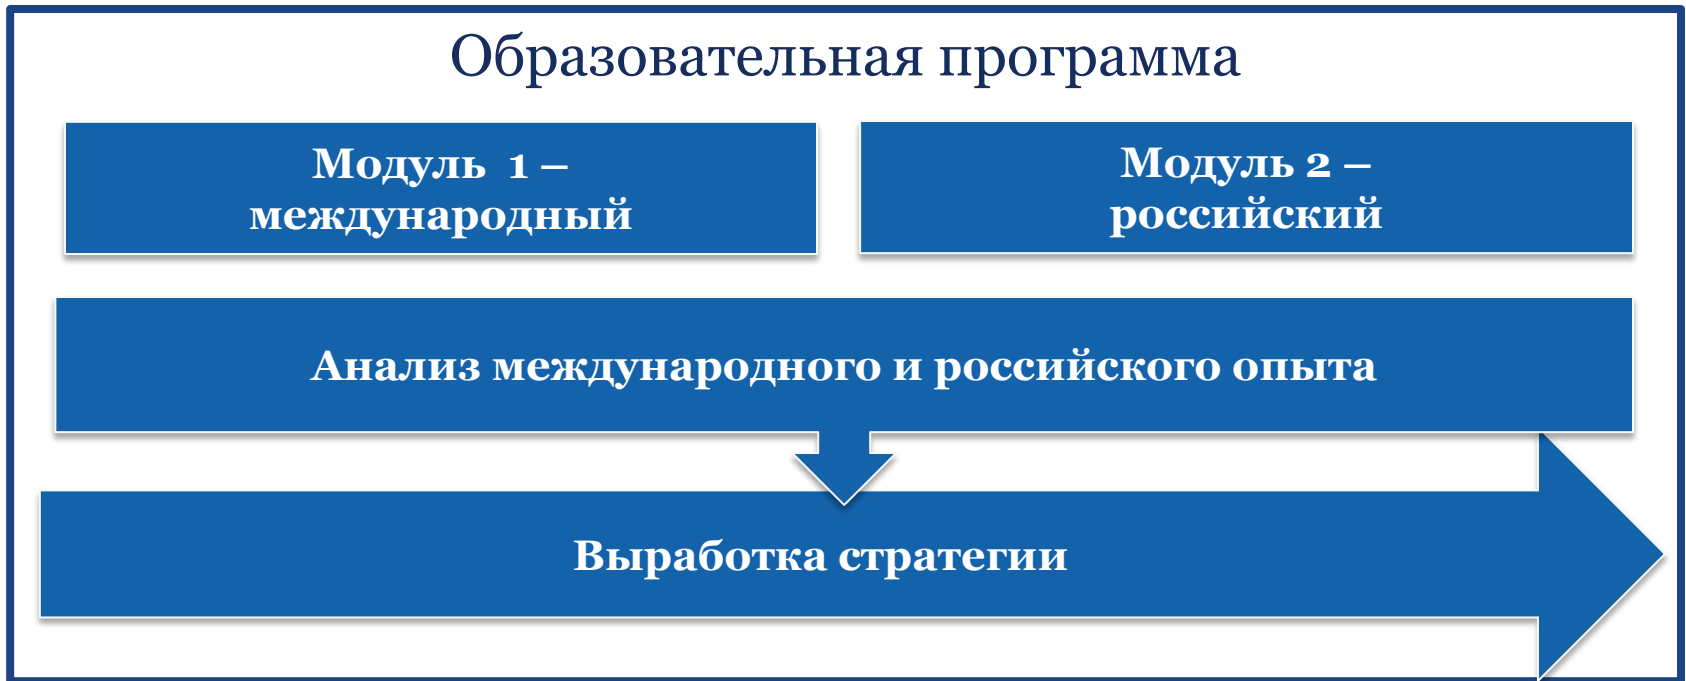 Образовательная программа
Модуль 1 –
международный
Модуль 2 –
российский
Анализ международного и российского опыта
Выработка стратегии